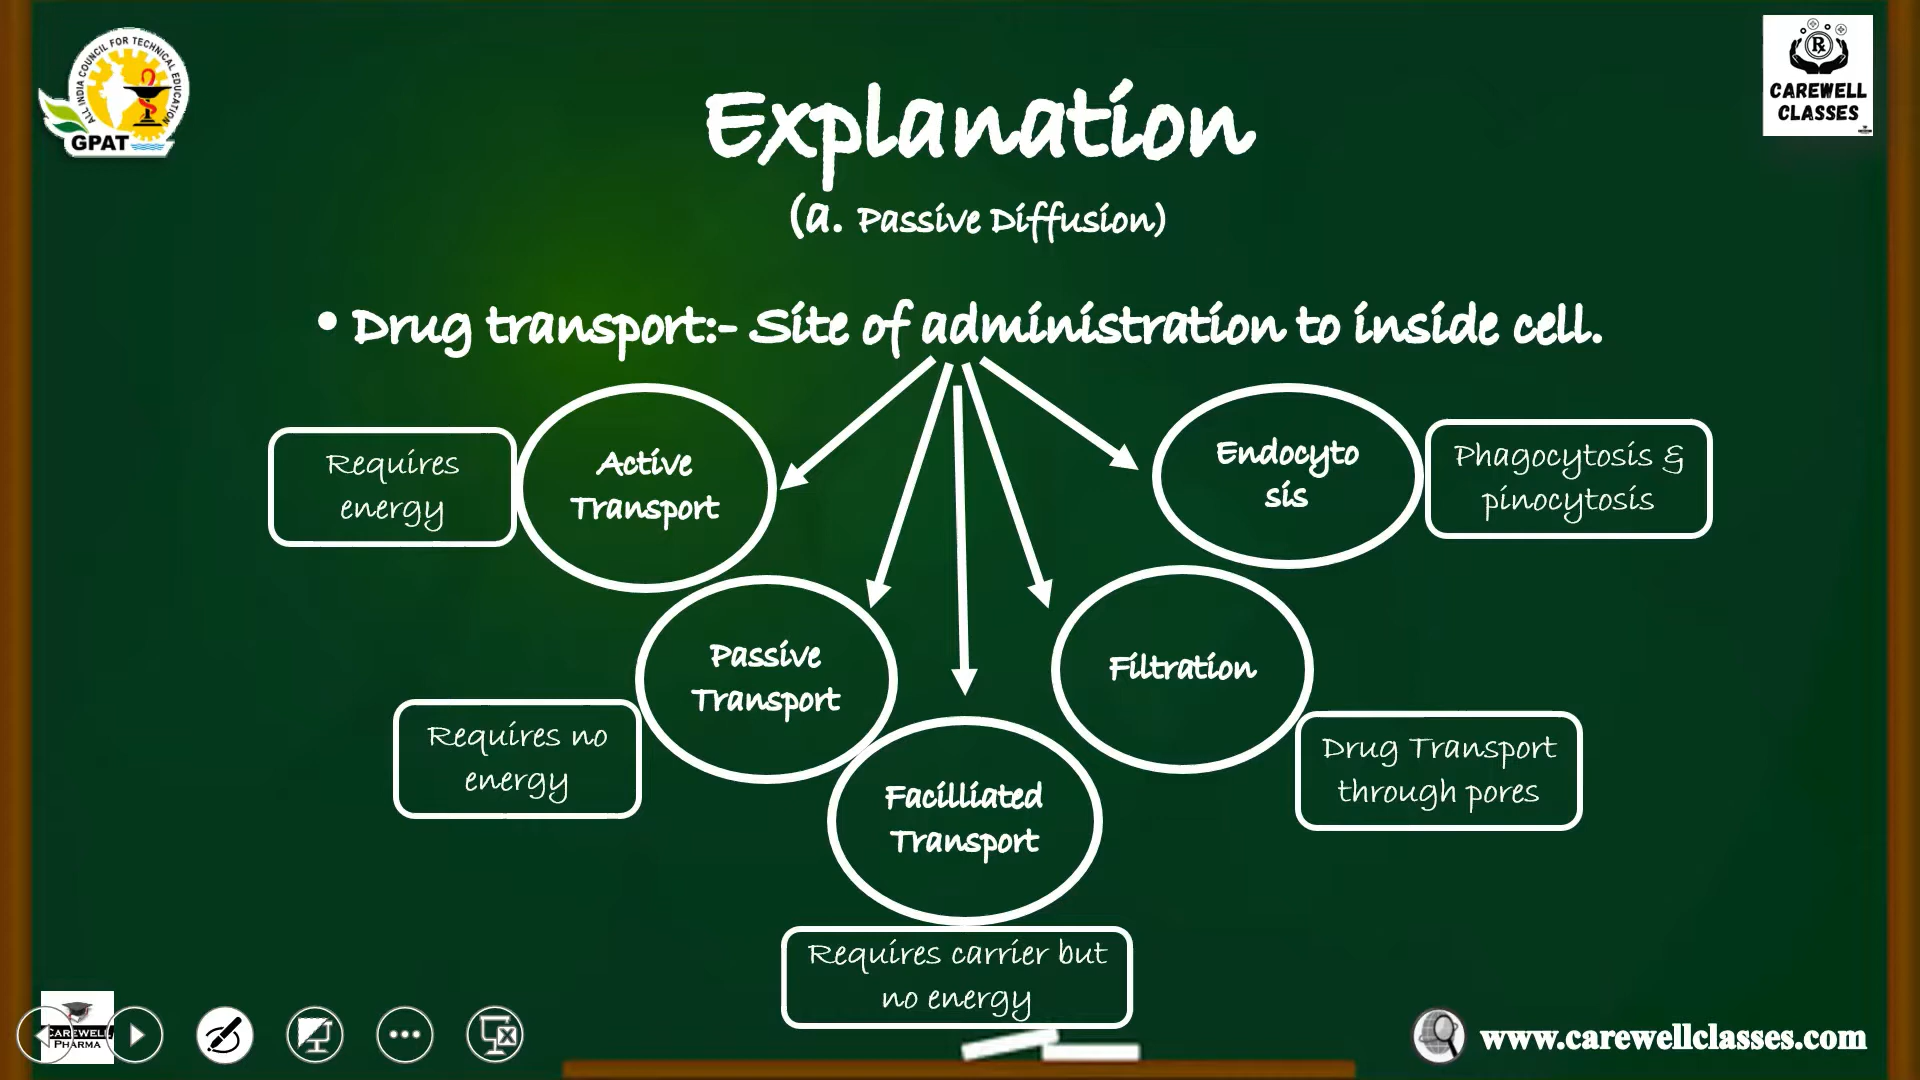 ALL INDIA COUNCIL FOR TECHNICAL EDUCATION
GPAT
CAREWELL
CLASSES
Explanation
(a. Passive Diffusion)
• Drug transport:- Site of administration to inside cell.
Requires
energy
Active
Transport
Endocyto
sis
Phagocytosis &
pinocytosis
Passive
Transport
Filtration
Requires no
energy
Facilliated
Transport
Drug Transport
through pores
Requires carrier but
no energy
CAREWELL
PHARMA
www.carewellclasses.com